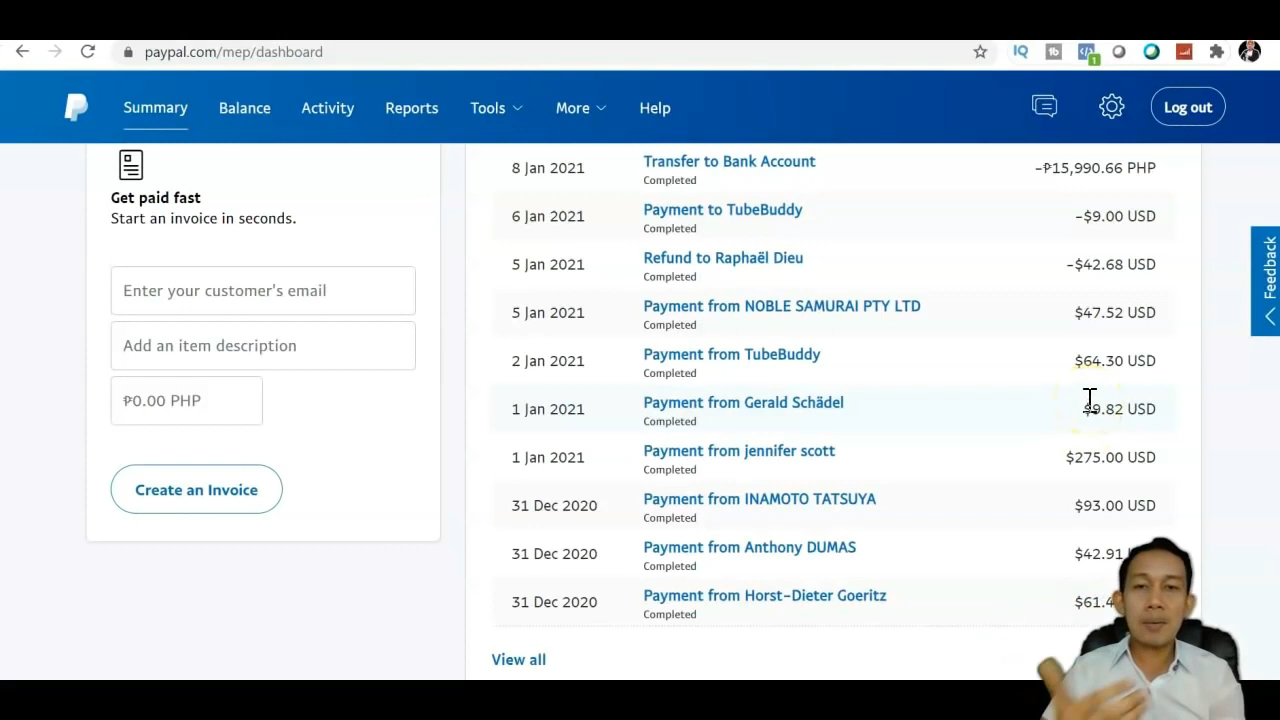 paypal.com/mep/dashboard
IQ
tb
1
Summary
Balance
Activity
Reports
Tools
More
Help
Log out
Get paid fast
Start an invoice in seconds.
Enter your customer's email
Add an item description
₱0.00 PHP
Create an Invoice
8 Jan 2021 Transfer to Bank Account -₱15,990.66 PHP
Completed
6 Jan 2021 Payment to TubeBuddy -$9.00 USD
Completed
5 Jan 2021 Refund to Raphaël Dieu -$42.68 USD
Completed
5 Jan 2021 Payment from NOBLE SAMURAI PTY LTD $47.52 USD
Completed
2 Jan 2021 Payment from TubeBuddy $64.30 USD
Completed
1 Jan 2021 Payment from Gerald Schädel $9.82 USD
Completed
1 Jan 2021 Payment from jennifer scott $275.00 USD
Completed
31 Dec 2020 Payment from INAMOTO TATSUYA $93.00 USD
Completed
31 Dec 2020 Payment from Anthony DUMAS $42.91
Completed
31 Dec 2020 Payment from Horst-Dieter Goeritz
Completed
View all
Feedback